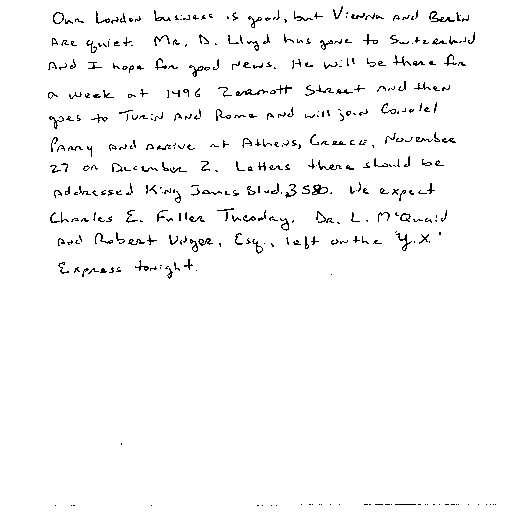 Our London business is good, but Vienna and Berlin
are quiet. Mr. D. Lloyd has gone to Switzerland
and I hope for good news. He will be there for
a week at 1496 Zermott Street and then
goes to Turin and Rome and will join Colonel
Parry and arrive at Athens, Greece, November
27 or December 2. Letters there should be
addressed King James Blvd. 3580. We expect
Charles E. Fuller Tuesday. Dr. L. McQuaid
and Robert Unger, Esq., left on the "Y.X."
Express tonight.